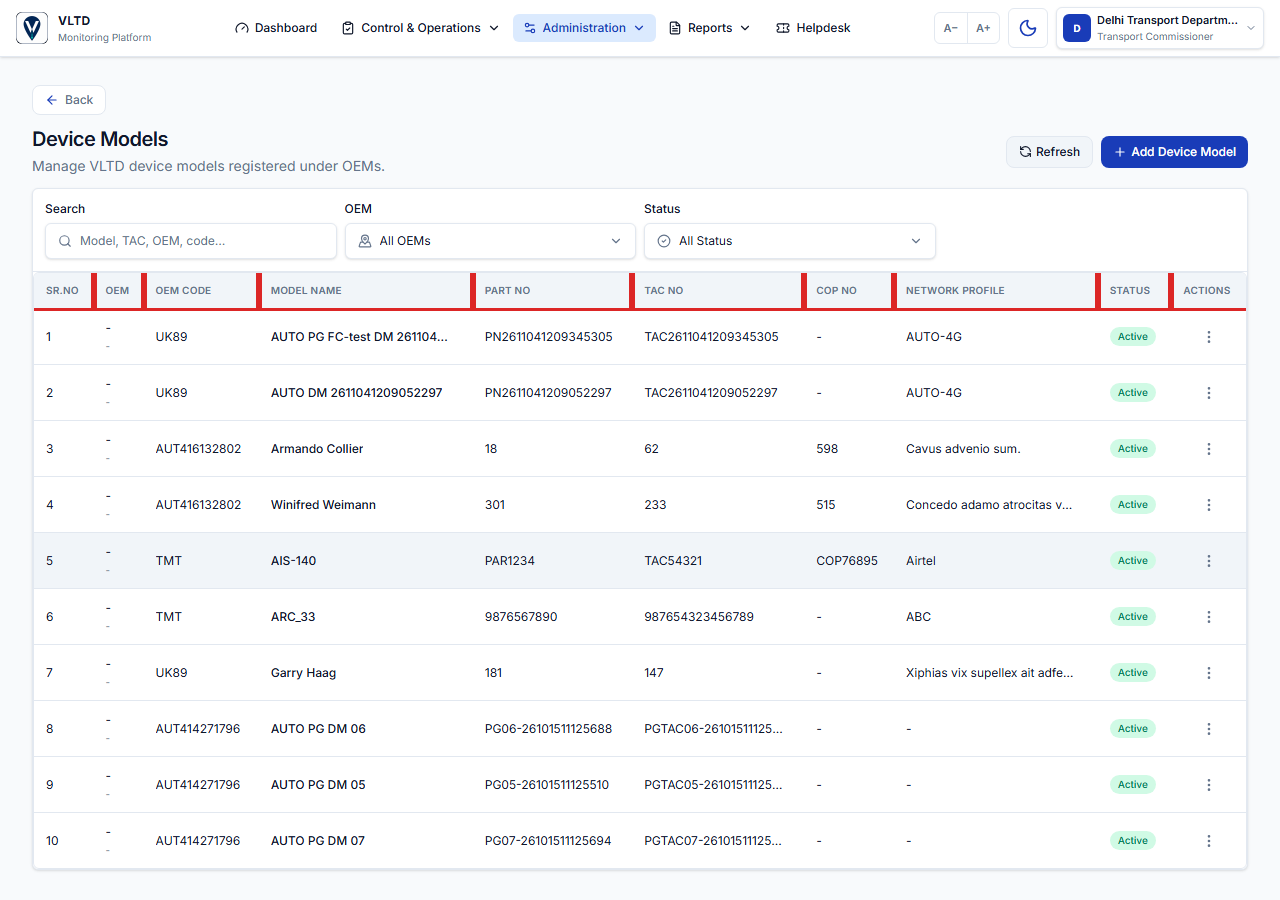 VLTD
Monitoring Platform
Dashboard
Control & Operations
Administration
Reports
Helpdesk
A−
A+
D
Delhi Transport Departm...
Transport Commissioner
Back
Device Models
Manage VLTD device models registered under OEMs.
Refresh
+ Add Device Model
Search
OEM
Status
Model, TAC, OEM, code...
All OEMs
All Status
SR.NO OEM OEM CODE MODEL NAME PART NO TAC NO COP NO NETWORK PROFILE STATUS ACTIONS
1 - - UK89 AUTO PG FC-test DM 261104... PN2611041209345305 TAC2611041209345305 - AUTO-4G Active
2 - - UK89 AUTO DM 2611041209052297 PN2611041209052297 TAC2611041209052297 - AUTO-4G Active
3 - - AUT416132802 Armando Collier 18 62 598 Cavus advenio sum. Active
4 - - AUT416132802 Winifred Weimann 301 233 515 Concedo adamo atrocitas v... Active
5 - - TMT AIS-140 PAR1234 TAC54321 COP76895 Airtel Active
6 - - TMT ARC_33 9876567890 987654323456789 - ABC Active
7 - - UK89 Garry Haag 181 147 - Xiphias vix supellex ait adfe... Active
8 - - AUT414271796 AUTO PG DM 06 PG06-26101511125688 PGTAC06-26101511125... - - Active
9 - - AUT414271796 AUTO PG DM 05 PG05-26101511125510 PGTAC05-26101511125... - - Active
10 - - AUT414271796 AUTO PG DM 07 PG07-26101511125694 PGTAC07-26101511125... - - Active